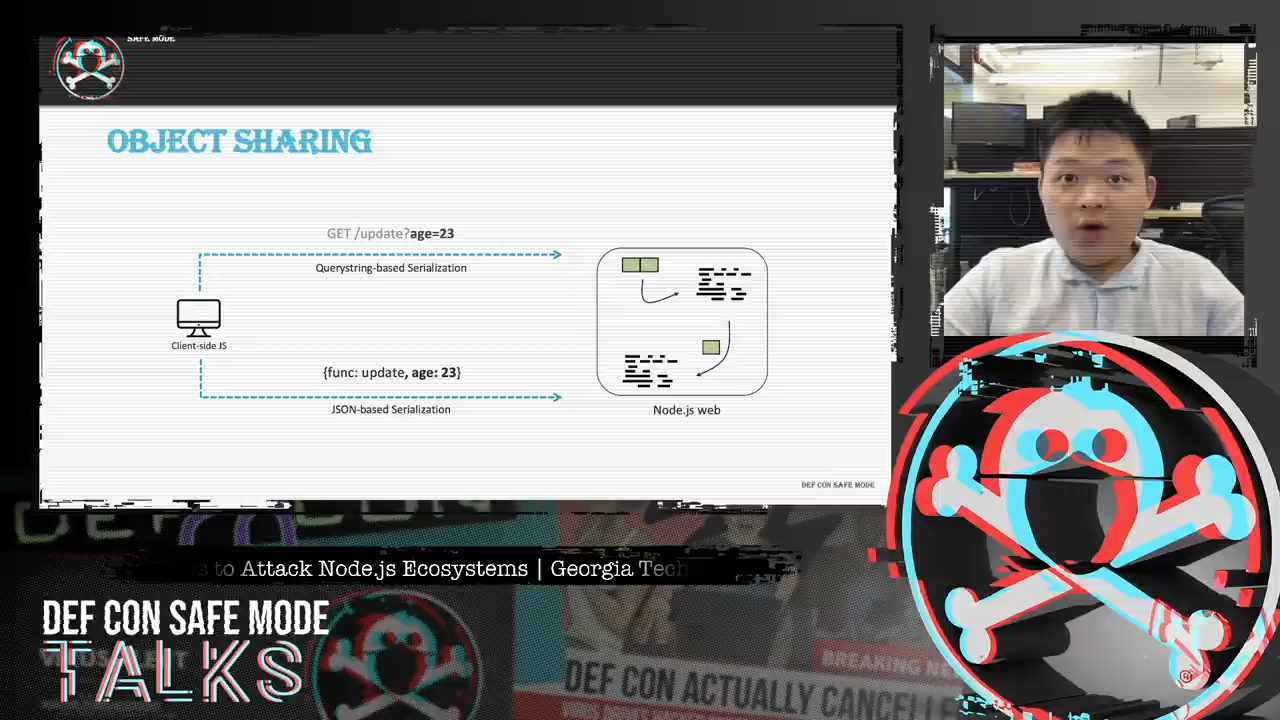 SAFE MODE
OBJECT SHARING
GET /update?age=23
Querystring-based Serialization
Client-side JS
{func: update, age: 23}
JSON-based Serialization
Node.js web
DEF CON SAFE MODE
DEF CON
s to Attack Node.js Ecosystems | Georgia Tech
DEF CON SAFE MODE
TALKS
BREAKING NE
DEF CON ACTUALLY CANCELLE